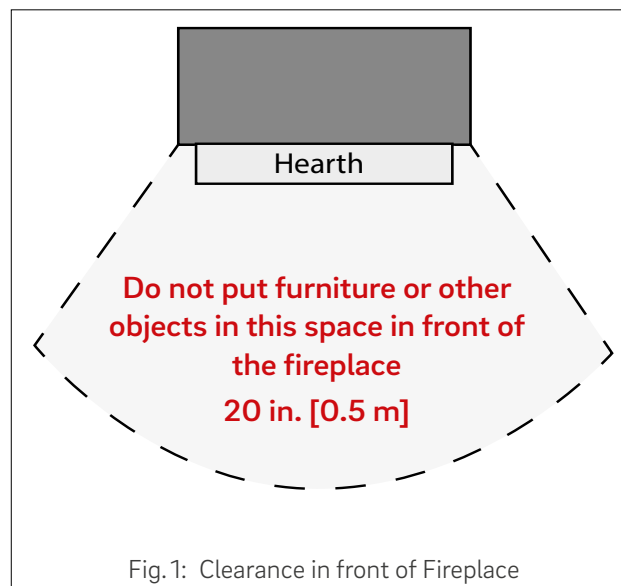 Hearth
Do not put furniture or other
objects in this space in front of
the fireplace
20 in. [0.5 m]
Fig. 1: Clearance in front of Fireplace